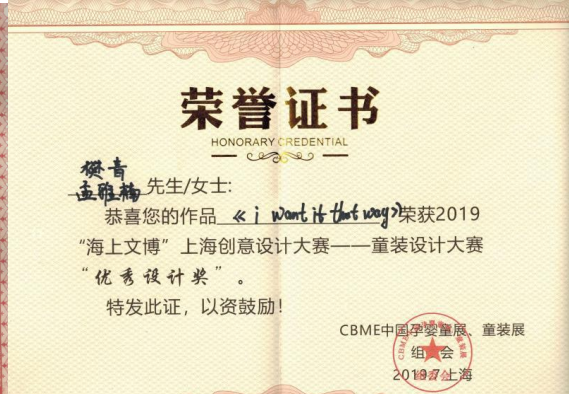 荣誉证书
HONORARY CREDENTIAL
樊音
孟雅楠 先生/女士:
恭喜您的作品《i want it that way》荣获2019
“海上文博”上海创意设计大赛——童装设计大赛
“优秀设计奖”。
特发此证，以资鼓励！
CBME中国孕婴童展、童装展
组委会
2019.7 上海